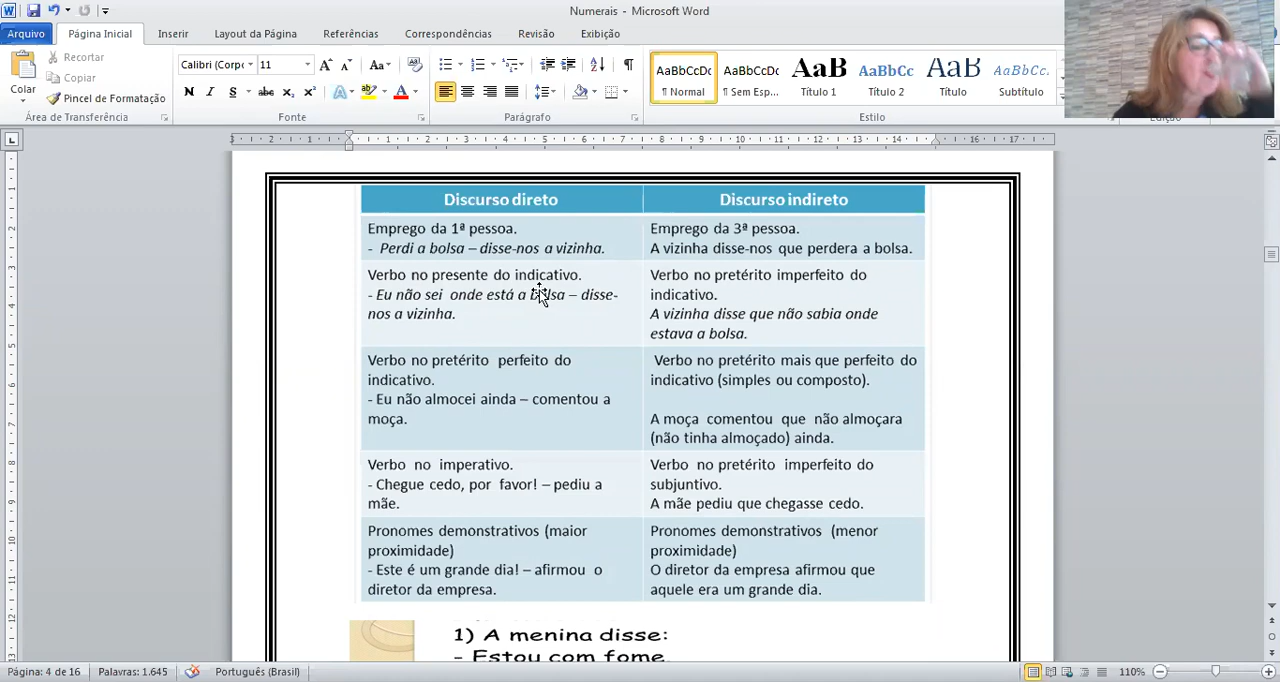 Numerais - Microsoft Word
Arquivo Página Inicial Inserir Layout da Página Referências Correspondências Revisão Exibição
Colar
Recortar
Copiar
Pincel de Formatação
Área de Transferência
Calibri (Corpo 11
Fonte
Parágrafo
AaBbCcDc AaBbCcDc AaB AaBbCc AaB AaBbCc.
¶ Normal ¶ Sem Esp... Título 1 Título 2 Título Subtítulo
Estilo
Edição
Discurso direto Discurso indireto
Emprego da 1ª pessoa.
- Perdi a bolsa – disse-nos a vizinha.
Emprego da 3ª pessoa.
A vizinha disse-nos que perdera a bolsa.
Verbo no presente do indicativo.
- Eu não sei onde está a bolsa – disse-
nos a vizinha.
Verbo no pretérito imperfeito do
indicativo.
A vizinha disse que não sabia onde
estava a bolsa.
Verbo no pretérito perfeito do
indicativo.
- Eu não almocei ainda – comentou a
moça.
Verbo no pretérito mais que perfeito do
indicativo (simples ou composto).
A moça comentou que não almoçara
(não tinha almoçado) ainda.
Verbo no imperativo.
- Chegue cedo, por favor! – pediu a
mãe.
Verbo no pretérito imperfeito do
subjuntivo.
A mãe pediu que chegasse cedo.
Pronomes demonstrativos (maior
proximidade)
- Este é um grande dia! – afirmou o
diretor da empresa.
Pronomes demonstrativos (menor
proximidade)
O diretor da empresa afirmou que
aquele era um grande dia.
1) A menina disse:
- Estou com fome.
Página: 4 de 16 Palavras: 1.645 Português (Brasil) 110%